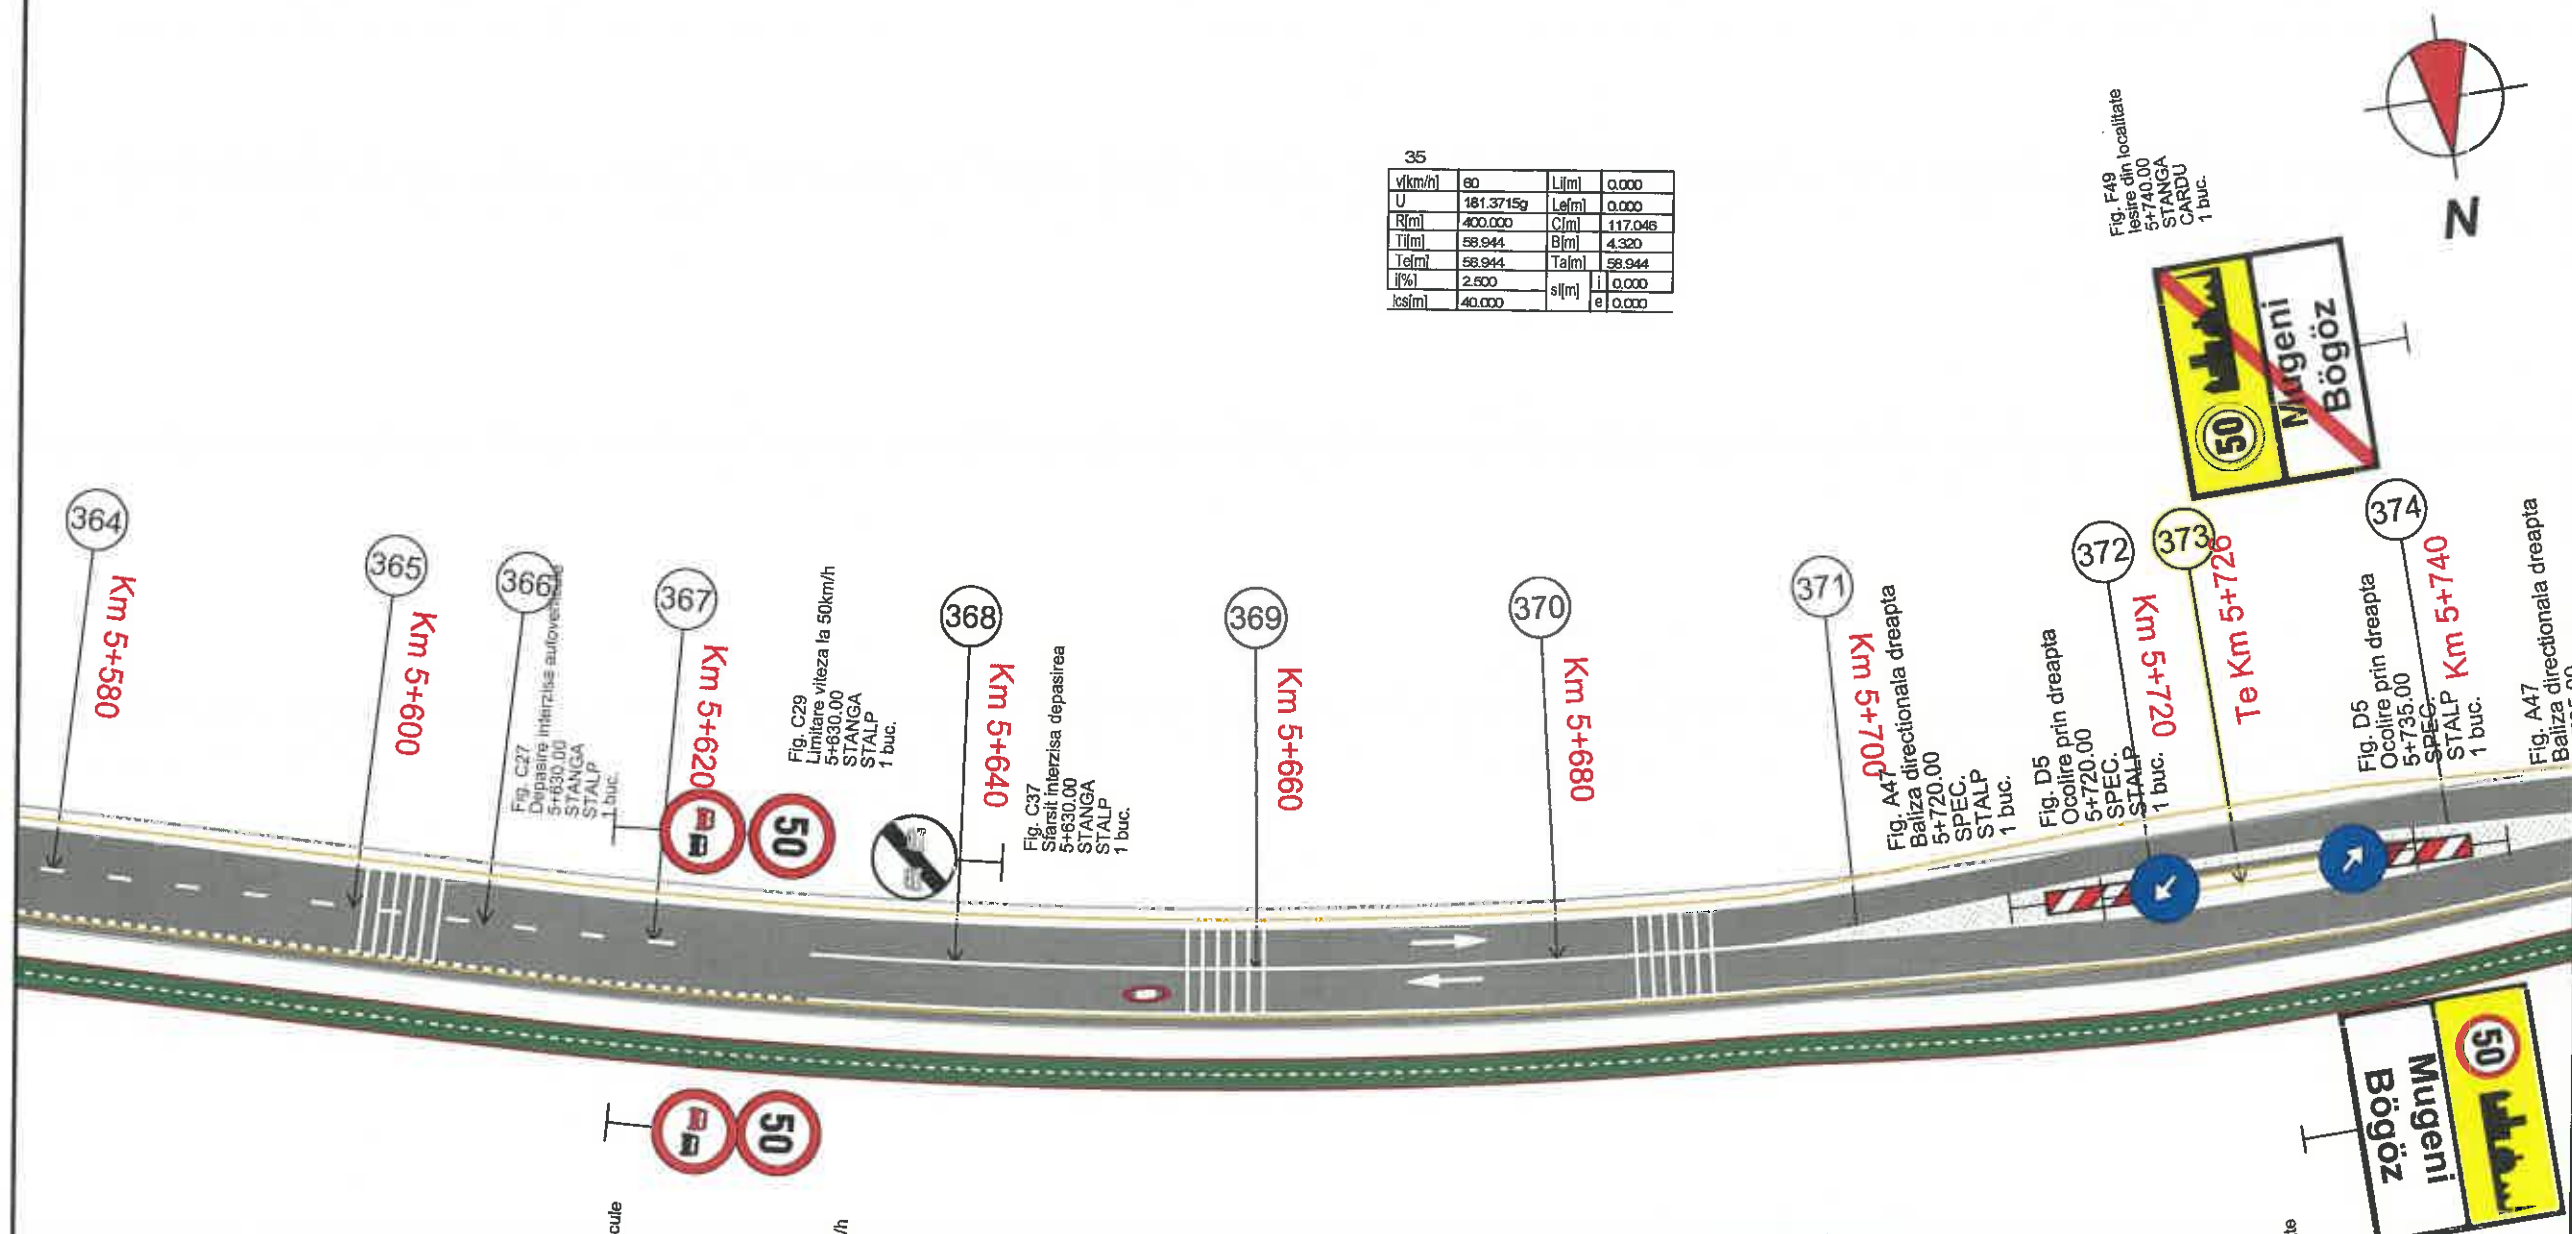 35
v[km/h] 60 Li[m] 0.000
U 181.3715g Le[m] 0.000
R[m] 400.000 C[m] 117.046
Ti[m] 58.944 B[m] 4.320
Te[m] 58.944 Ta[m] 58.944
i[%] 2.500 sl[m] i 0.000
lcs[m] 40.000 e 0.000
N
Fig. F49
Iesire din localitate
5+740.00
STANGA
CARDU
1 buc.
50
Mugeni
Bögöz
364
Km 5+580
365
Km 5+600
366
Fig. C27
Depasire interzisa autovehicule
5+630.00
STANGA
STALP
1 buc.
367
Km 5+620
50
Fig. C29
Limitare viteza la 50km/h
5+630.00
STANGA
STALP
1 buc.
368
Km 5+640
Fig. C37
Sfarsit interzisa depasirea
5+630.00
STANGA
STALP
1 buc.
369
Km 5+660
370
Km 5+680
371
Km 5+700
Fig. A47
Baliza directionala dreapta
5+720.00
SPEC.
STALP
1 buc.
Fig. D5
Ocolire prin dreapta
5+720.00
SPEC.
STALP
1 buc.
372
Km 5+720
373
Te Km 5+726
Fig. D5
Ocolire prin dreapta
5+735.00
SPEC.
STALP
1 buc.
374
Km 5+740
Fig. A47
Baliza directionala dreapta
50
50
Mugeni
Bögöz
cule
/h
te